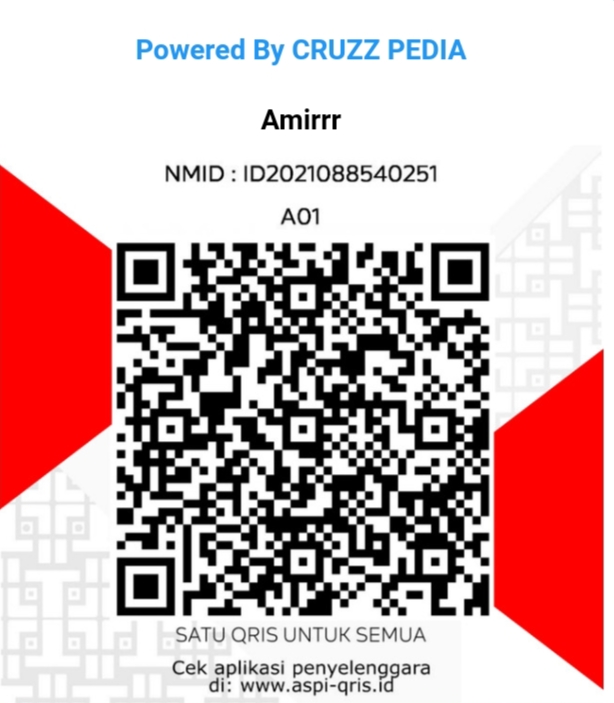 Powered By CRUZZ PEDIA
Amirrr
NMID : ID2021088540251
A01
SATU QRIS UNTUK SEMUA
Cek aplikasi penyelenggara
di: www.aspi-qris.id